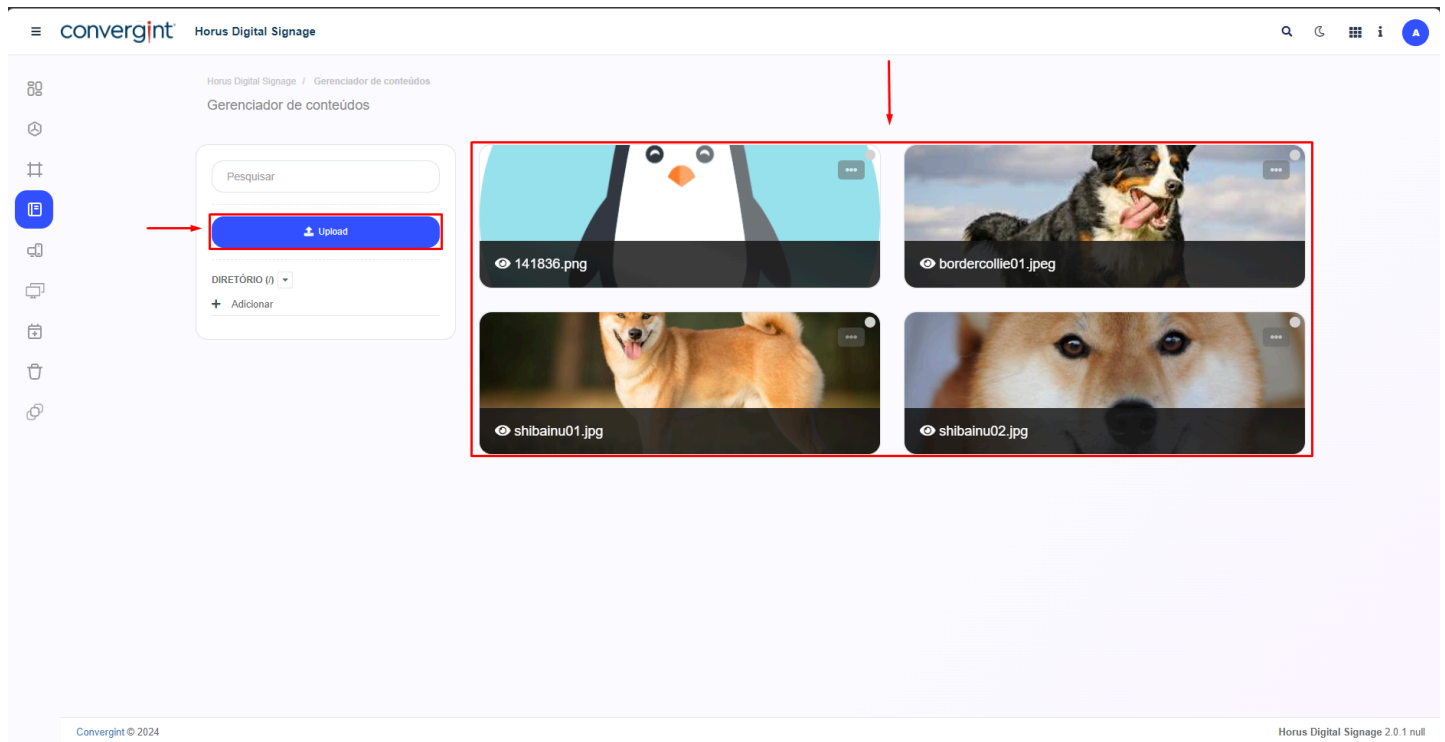 convergint Horus Digital Signage
A
Horus Digital Signage / Gerenciador de conteúdos
Gerenciador de conteúdos
Pesquisar
Upload
DIRETÓRIO (/)
+ Adicionar
141836.png
bordercollie01.jpeg
shibainu01.jpg
shibainu02.jpg
Convergint © 2024
Horus Digital Signage 2.0.1 null